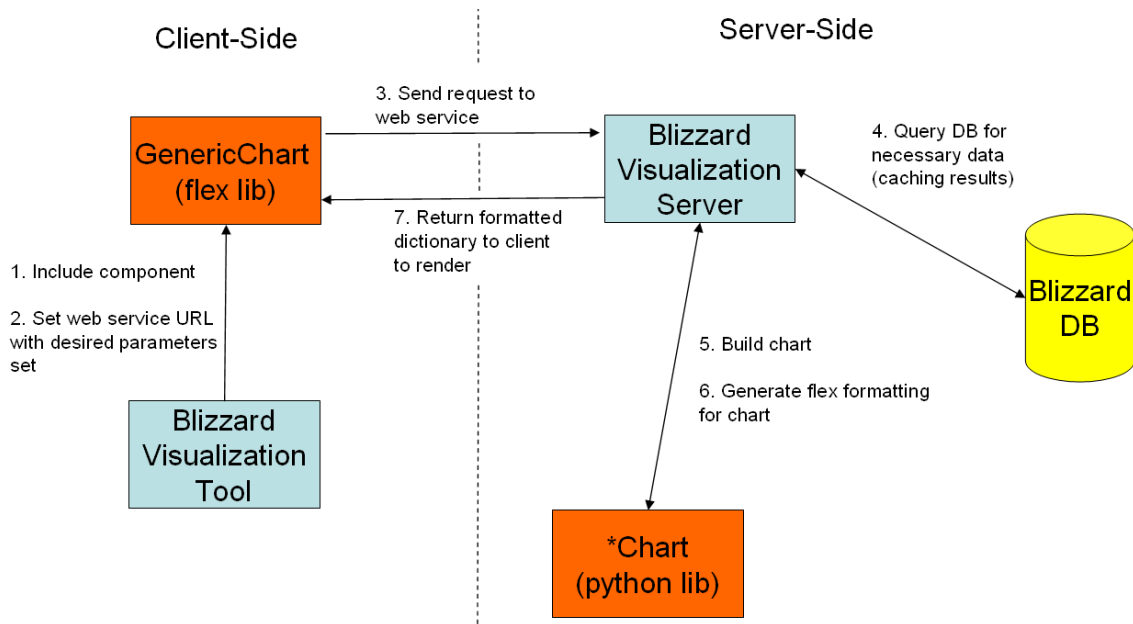 Client-Side
Server-Side
3. Send request to
web service
GenericChart
(flex lib)
Blizzard
Visualization
Server
4. Query DB for
necessary data
(caching results)
7. Return formatted
dictionary to client
to render
1. Include component
2. Set web service URL
with desired parameters
set
Blizzard
DB
5. Build chart
6. Generate flex formatting
for chart
Blizzard
Visualization
Tool
*Chart
(python lib)